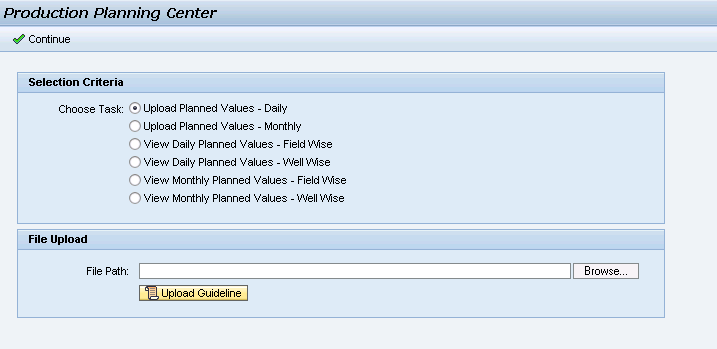 Production Planning Center
Continue
Selection Criteria
Choose Task: Upload Planned Values - Daily
Upload Planned Values - Monthly
View Daily Planned Values - Field Wise
View Daily Planned Values - Well Wise
View Monthly Planned Values - Field Wise
View Monthly Planned Values - Well Wise
File Upload
File Path: Browse...
Upload Guideline